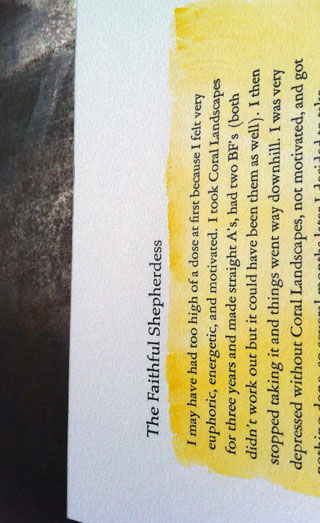 The Faithful Shepherdess
I may have had too high of a dose at first because I felt very
euphoric, energetic, and motivated. I took Coral Landscapes
for three years and made straight A's, had two BF's (both
didn't work out but it could have been them as well). I then
stopped taking it and things went way downhill. I was very
depressed without Coral Landscapes, not motivated, and got